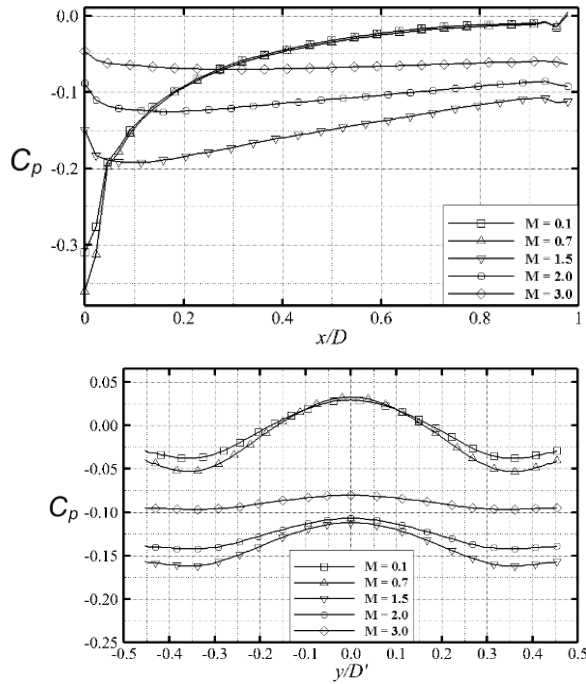 0.0
-0.1
-0.2
-0.3
Cp
0
0.2
0.4
0.6
0.8
1
x/D
M = 0.1
M = 0.7
M = 1.5
M = 2.0
M = 3.0
0.05
0.00
-0.05
-0.10
-0.15
-0.20
-0.25
Cp
-0.5
-0.4
-0.3
-0.2
-0.1
0.0
0.1
0.2
0.3
0.4
0.5
y/D'
M = 0.1
M = 0.7
M = 1.5
M = 2.0
M = 3.0